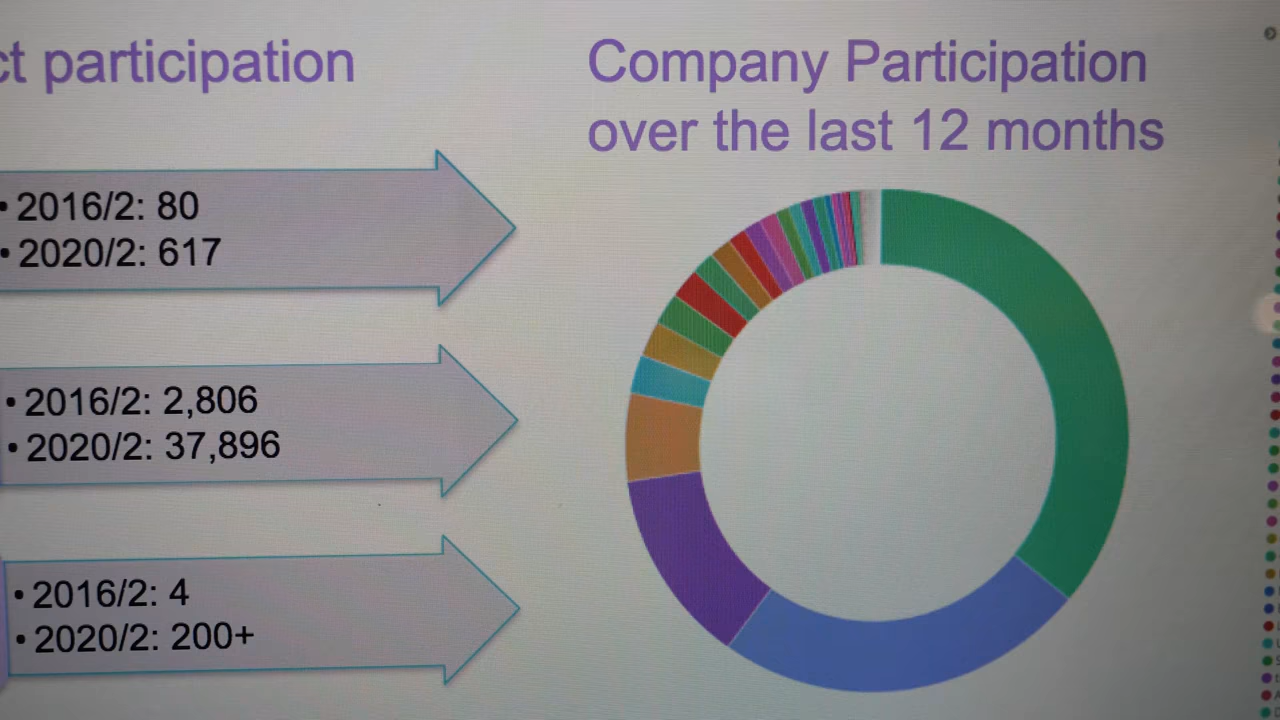 ct participation
• 2016/2: 80
• 2020/2: 617
• 2016/2: 2,806
• 2020/2: 37,896
• 2016/2: 4
• 2020/2: 200+
Company Participation
over the last 12 months